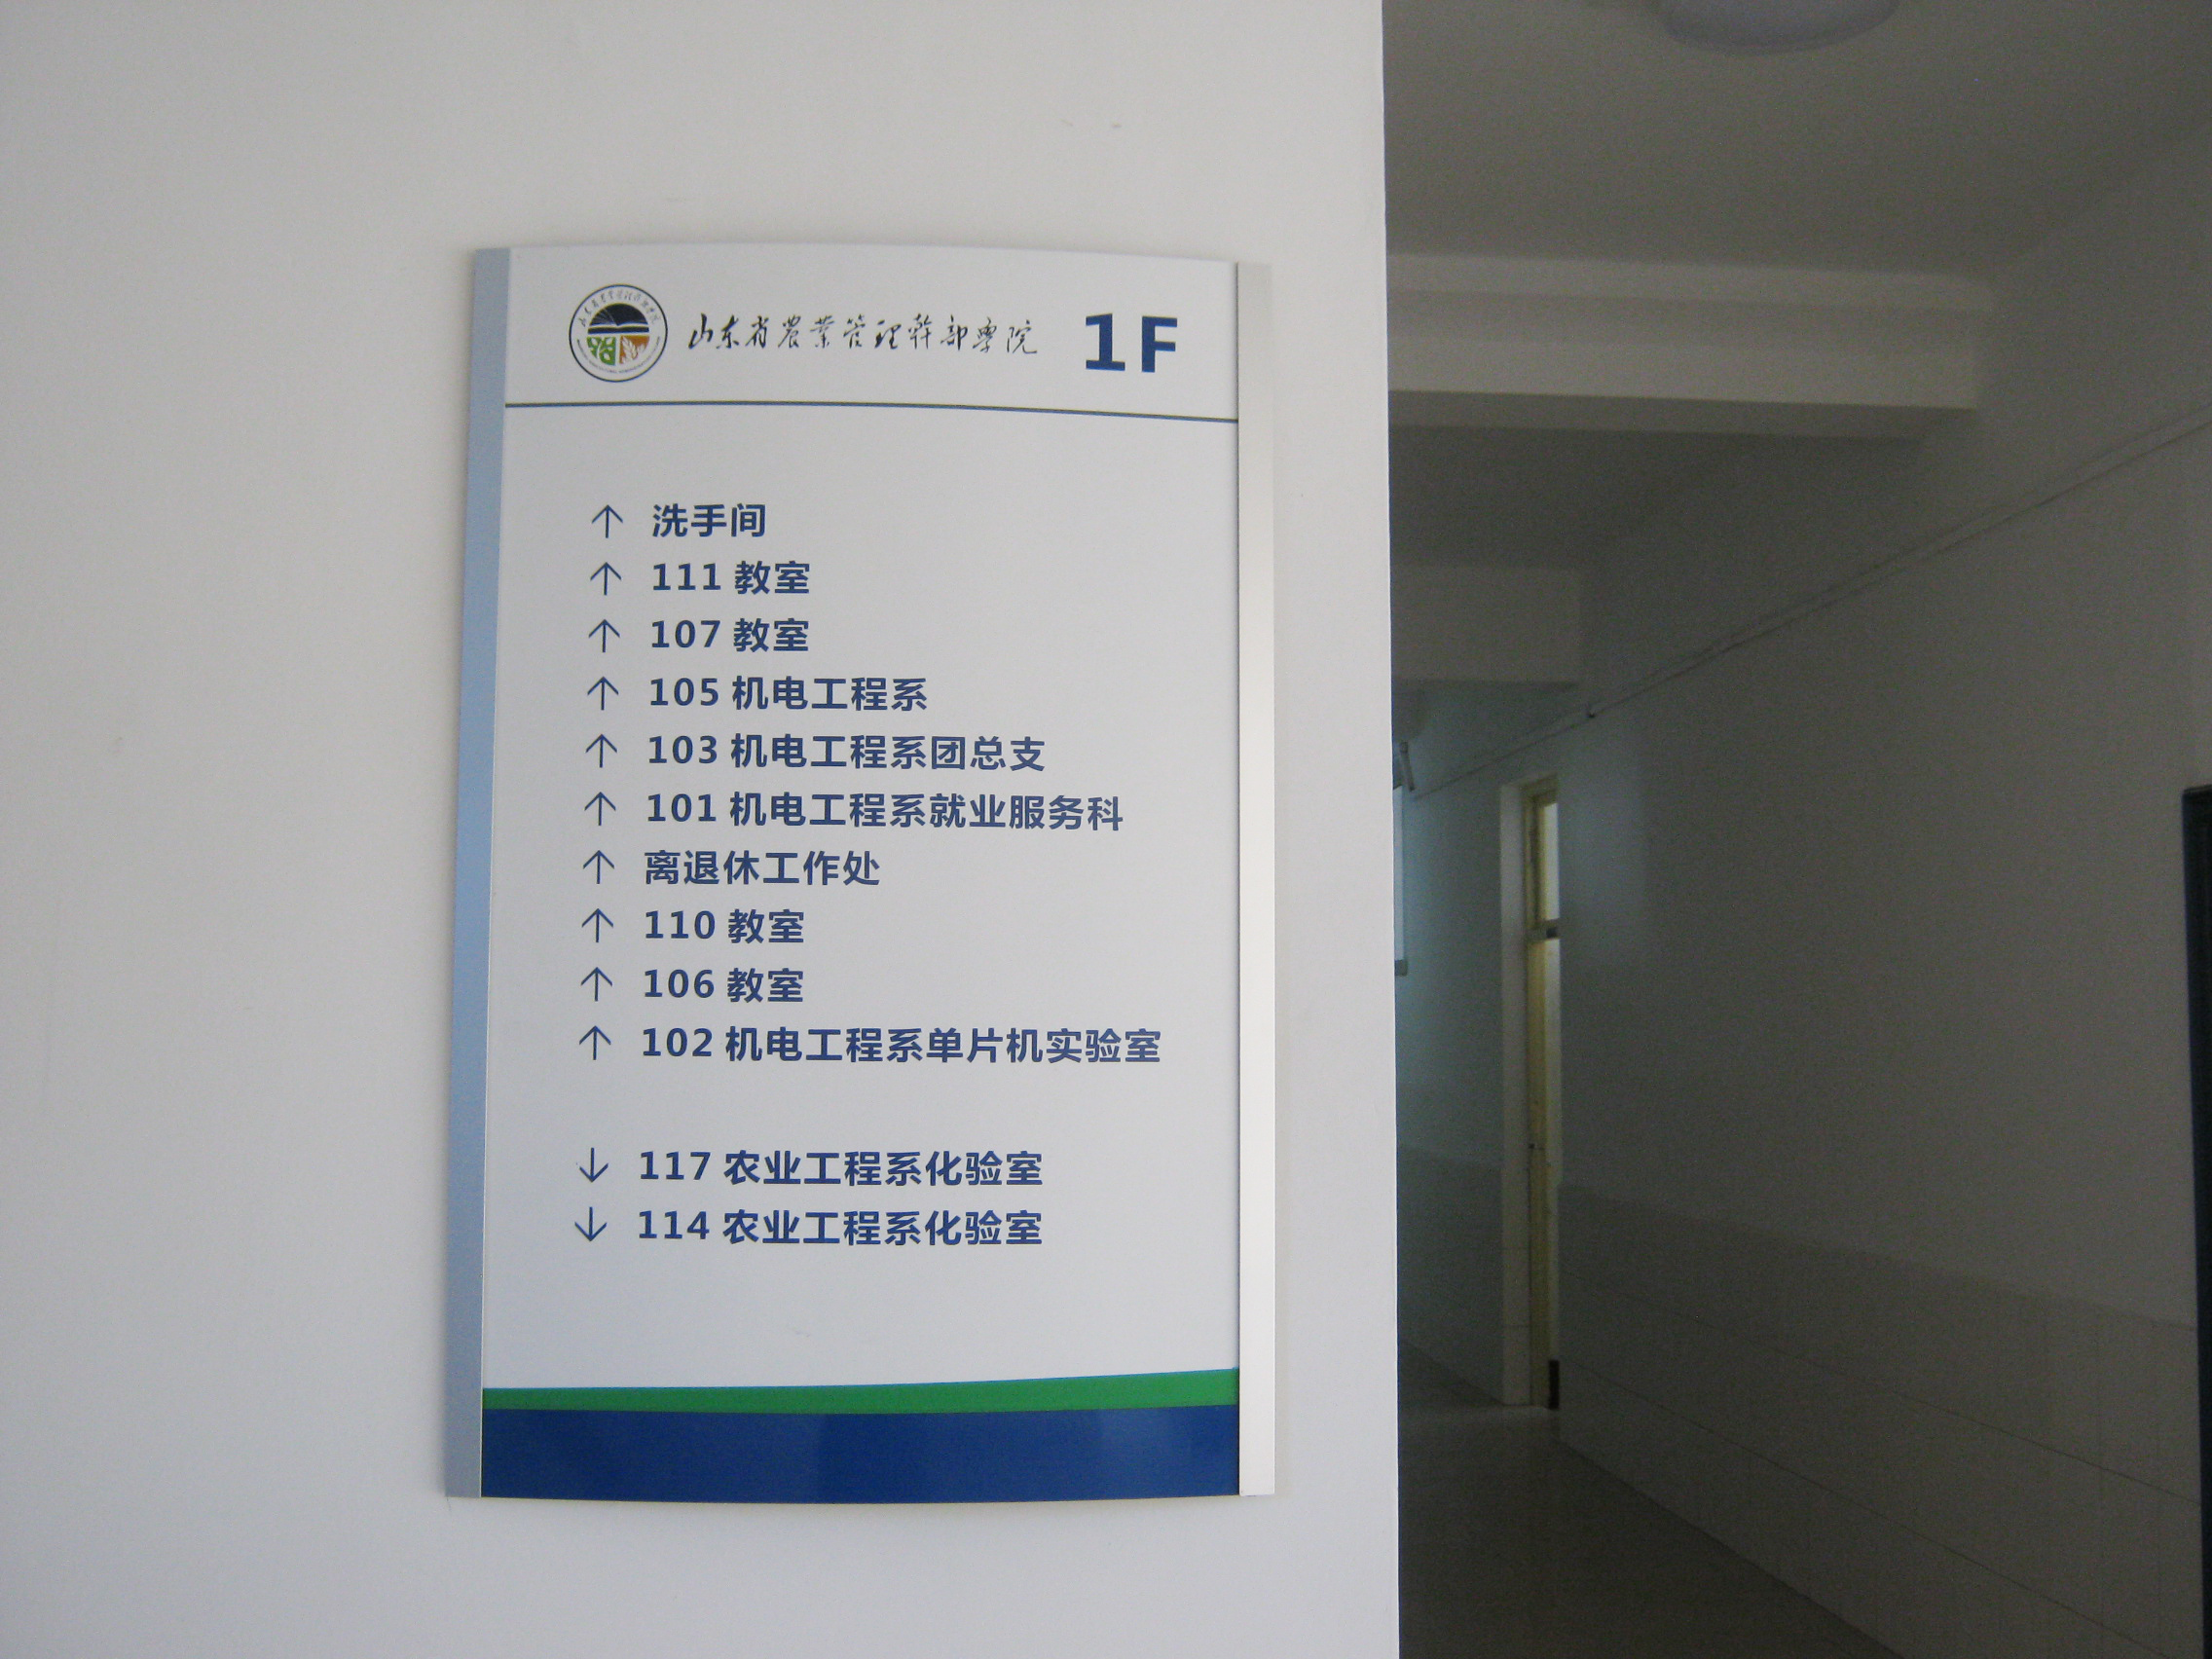 山东省農業管理幹部學院 1F
↑ 洗手间
↑ 111 教室
↑ 107 教室
↑ 105 机电工程系
↑ 103 机电工程系团总支
↑ 101 机电工程系就业服务科
↑ 离退休工作处
↑ 110 教室
↑ 106 教室
↑ 102 机电工程系单片机实验室
↓ 117 农业工程系化验室
↓ 114 农业工程系化验室